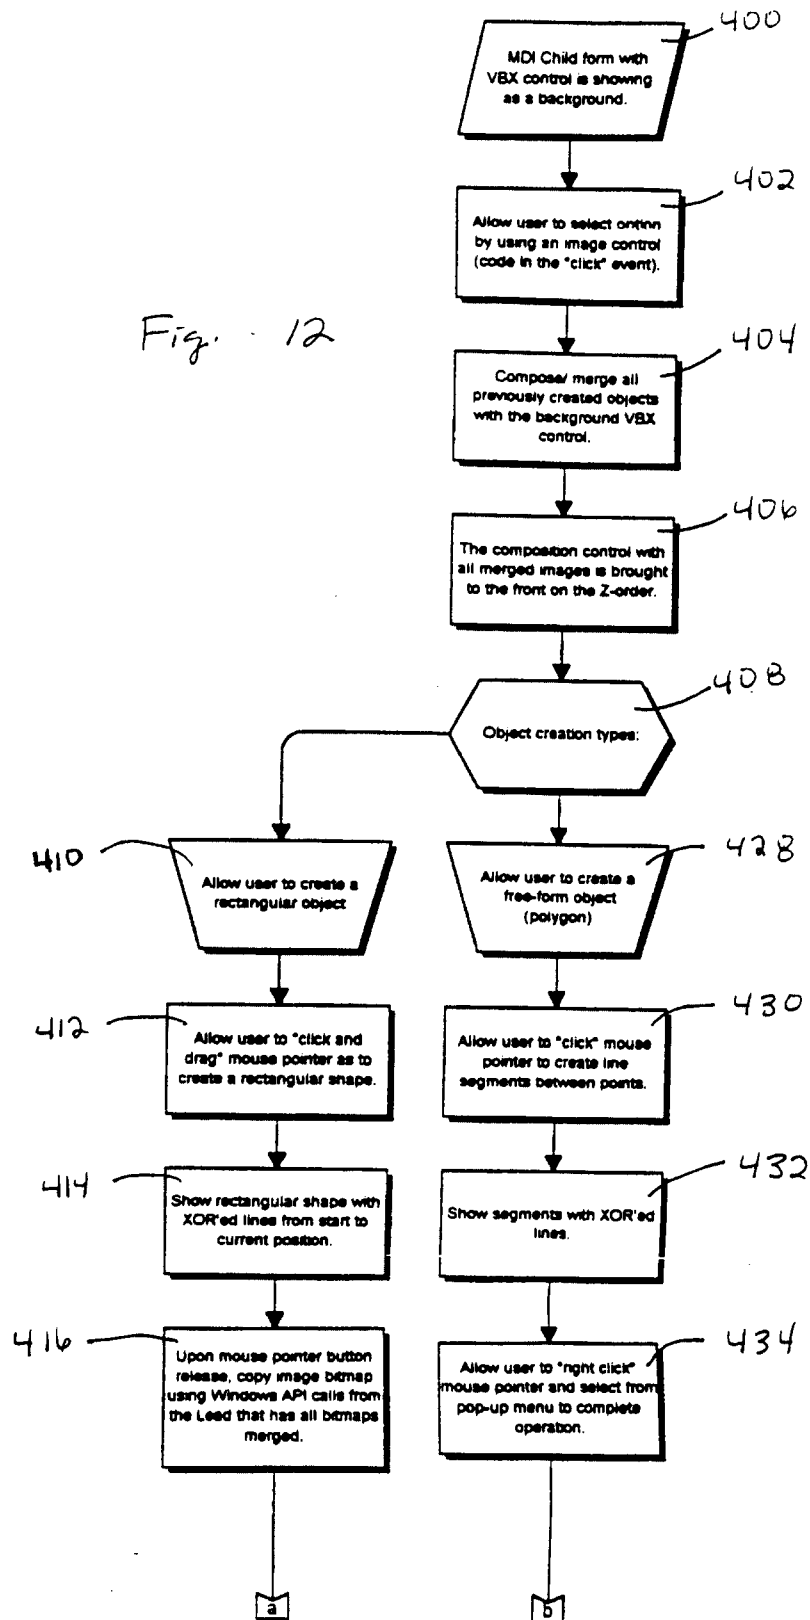 400
MDI Child form with
VBX control is showing
as a background.
402
Allow user to select option
by using an image control
(code in the "click" event).
Fig. 12
404
Compose/ merge all
previously created objects
with the background VBX
control.
406
The composition control with
all merged images is brought
to the front on the Z-order.
408
Object creation types:
410
Allow user to create a
rectangular object
428
Allow user to create a
free-form object
(polygon)
412
Allow user to "click and
drag" mouse pointer as to
create a rectangular shape.
430
Allow user to "click" mouse
pointer to create line
segments between points.
414
Show rectangular shape with
XOR'ed lines from start to
current position.
432
Show segments with XOR'ed
lines.
416
Upon mouse pointer button
release, copy image bitmap
using Windows API calls from
the Lead that has all bitmaps
merged.
434
Allow user to "right click"
mouse pointer and select from
pop-up menu to complete
operation.
a
b